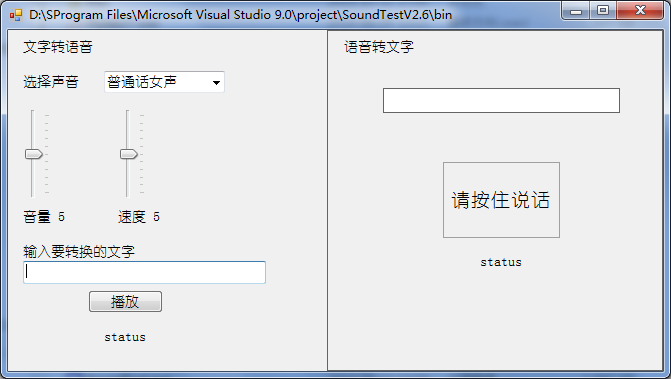 D:\SProgram Files\Microsoft Visual Studio 9.0\project\SoundTestV2.6\bin
文字转语音
选择声音 普通话女声
音量 5 速度 5
输入要转换的文字
播放
status
语音转文字
请按住说话
status